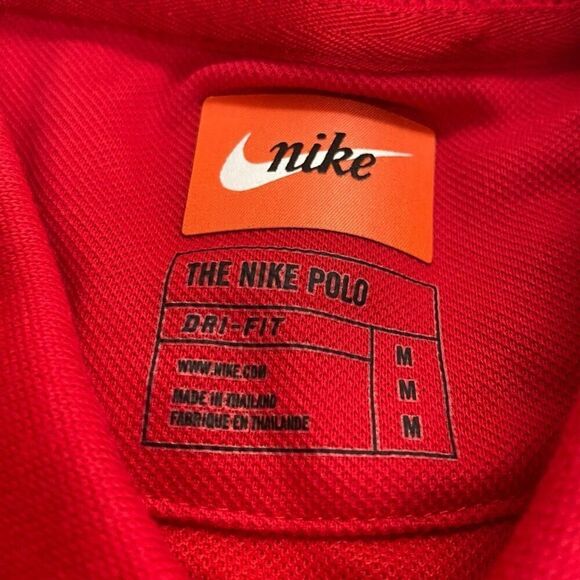 nike
THE NIKE POLO
DRI-FIT
WWW.NIKE.COM
MADE IN THAILAND
FABRIQUE EN THAILANDE
M
M
M